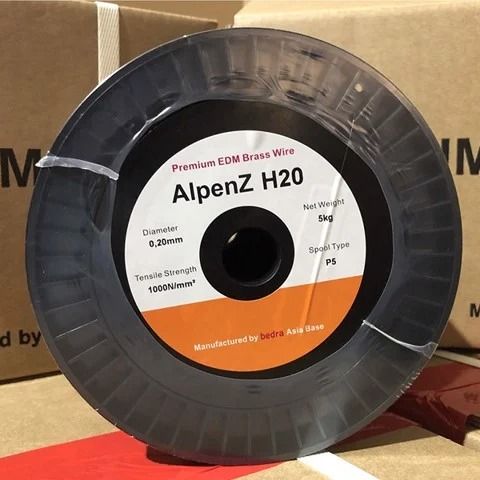 Premium EDM Brass Wire
AlpenZ H20
Diameter
0,20mm
Net Weight
5kg
Tensile Strength
1000N/mm²
Spool Type
P5
Manufactured by bedra Asia Base
d by